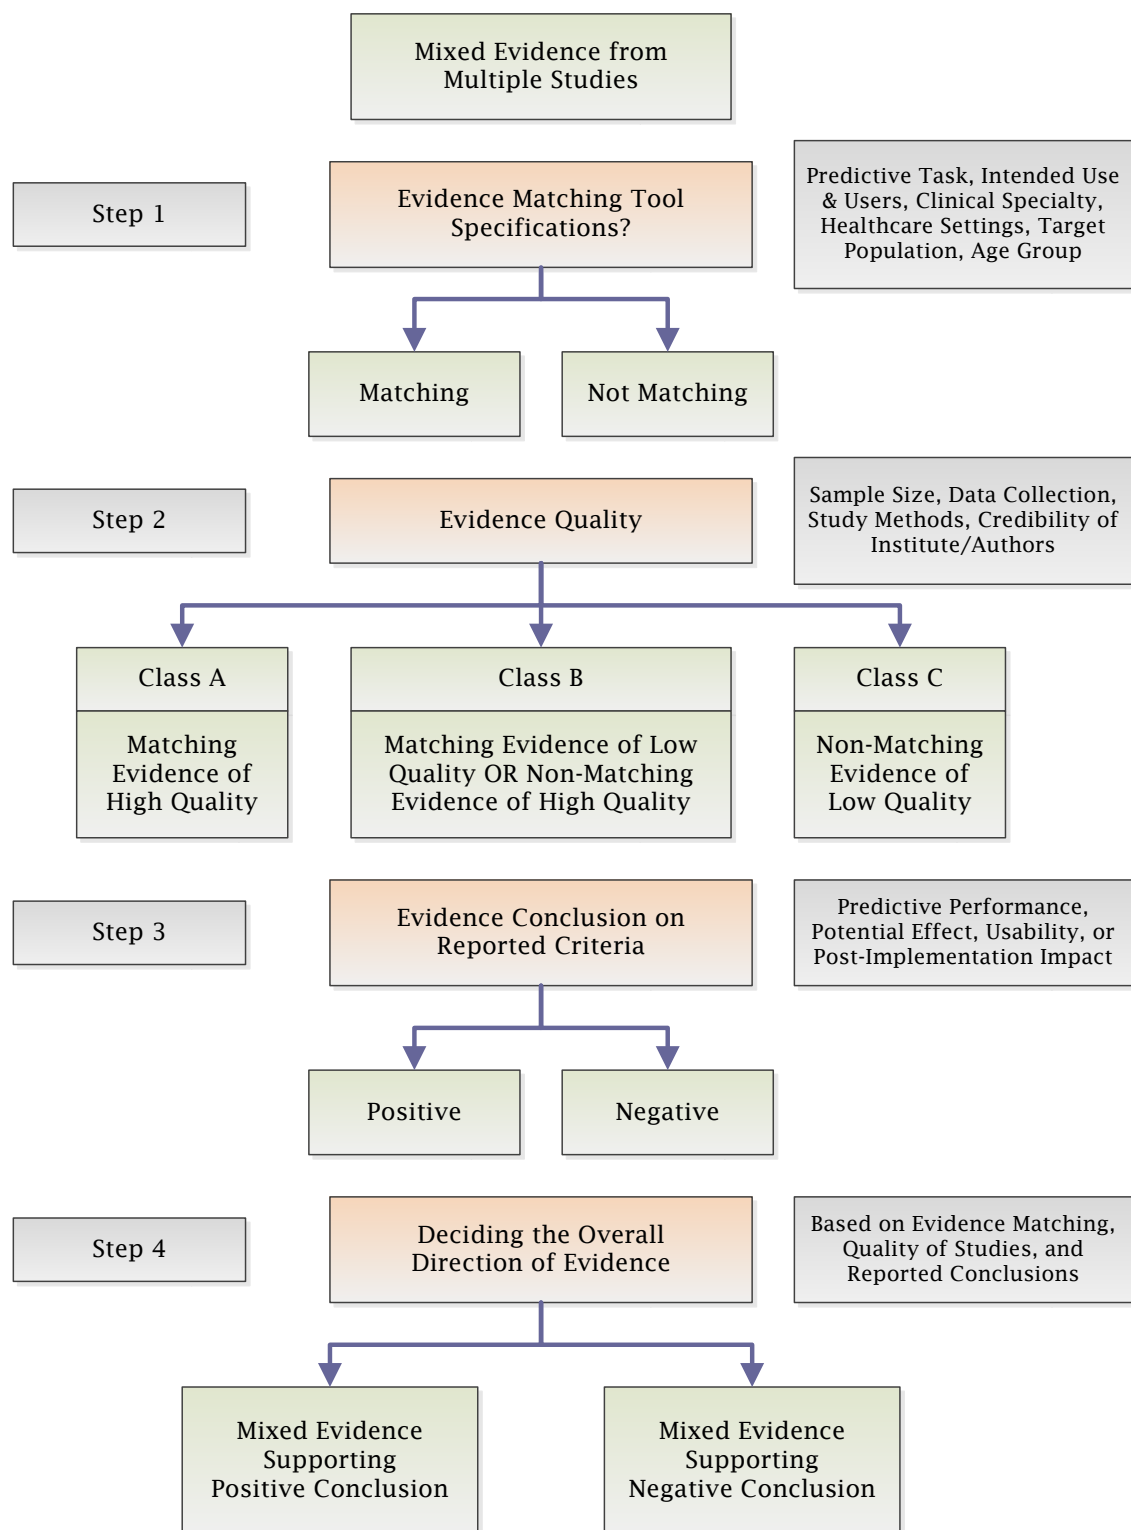 Mixed Evidence from
Multiple Studies
Step 1
Evidence Matching Tool
Specifications?
Predictive Task, Intended Use
& Users, Clinical Specialty,
Healthcare Settings, Target
Population, Age Group
Matching
Not Matching
Step 2
Evidence Quality
Sample Size, Data Collection,
Study Methods, Credibility of
Institute/Authors
Class A
Matching
Evidence of
High Quality
Class B
Matching Evidence of Low
Quality OR Non-Matching
Evidence of High Quality
Class C
Non-Matching
Evidence of
Low Quality
Step 3
Evidence Conclusion on
Reported Criteria
Predictive Performance,
Potential Effect, Usability, or
Post-Implementation Impact
Positive
Negative
Step 4
Deciding the Overall
Direction of Evidence
Based on Evidence Matching,
Quality of Studies, and
Reported Conclusions
Mixed Evidence
Supporting
Positive Conclusion
Mixed Evidence
Supporting
Negative Conclusion